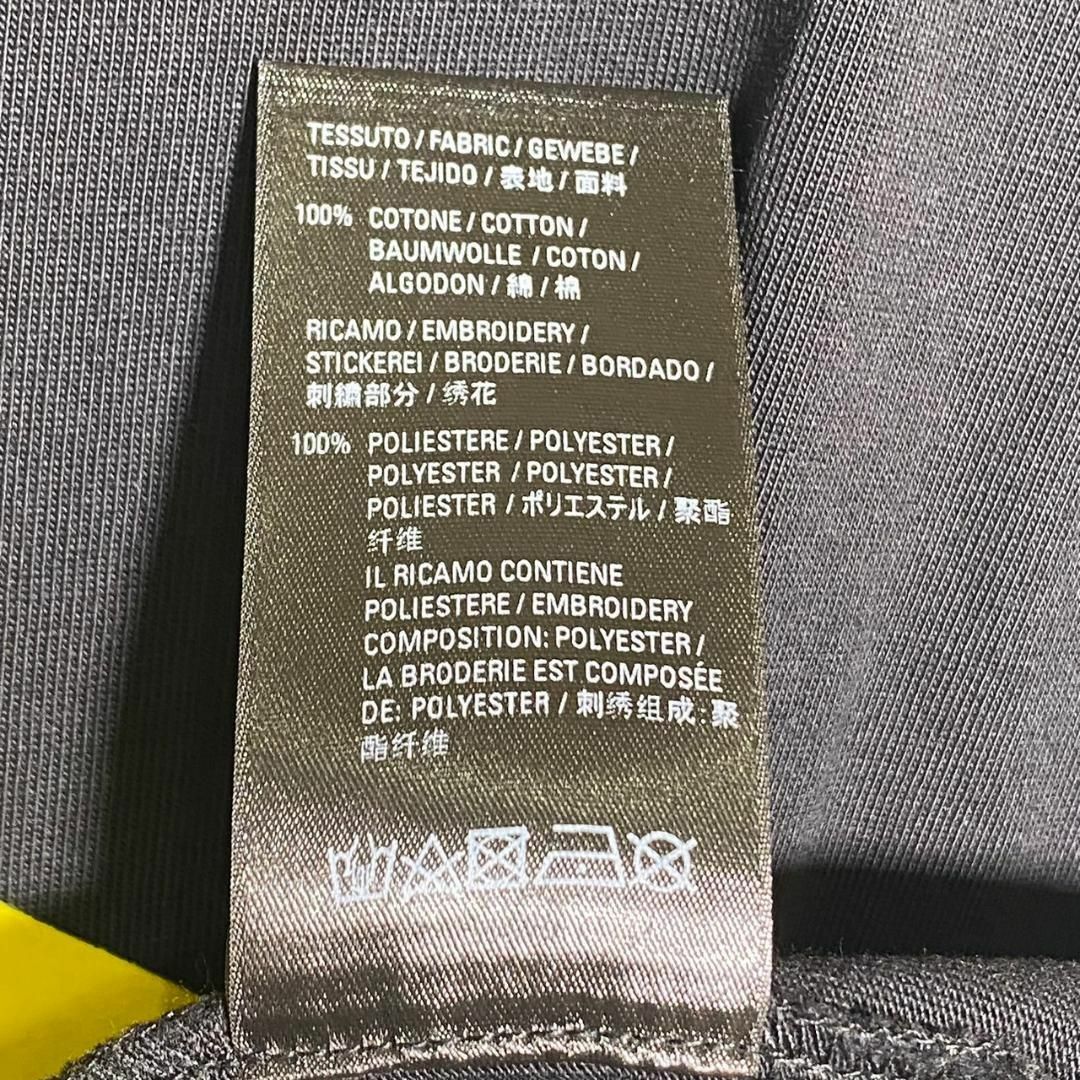 TESSUTO / FABRIC / GEWEBE /
TISSU / TEJIDO / 表地 / 面料
100% COTONE / COTTON /
BAUMWOLLE / COTON /
ALGODON / 綿 / 棉
RICAMO / EMBROIDERY /
STICKEREI / BRODERIE / BORDADO /
刺繍部分 / 绣花
100% POLIESTERE / POLYESTER /
POLYESTER / POLYESTER /
POLIESTER / ポリエステル / 聚酯
纤维
IL RICAMO CONTIENE
POLIESTERE / EMBROIDERY
COMPOSITION: POLYESTER /
LA BRODERIE EST COMPOSÉE
DE: POLYESTER / 刺绣组成:聚
酯纤维